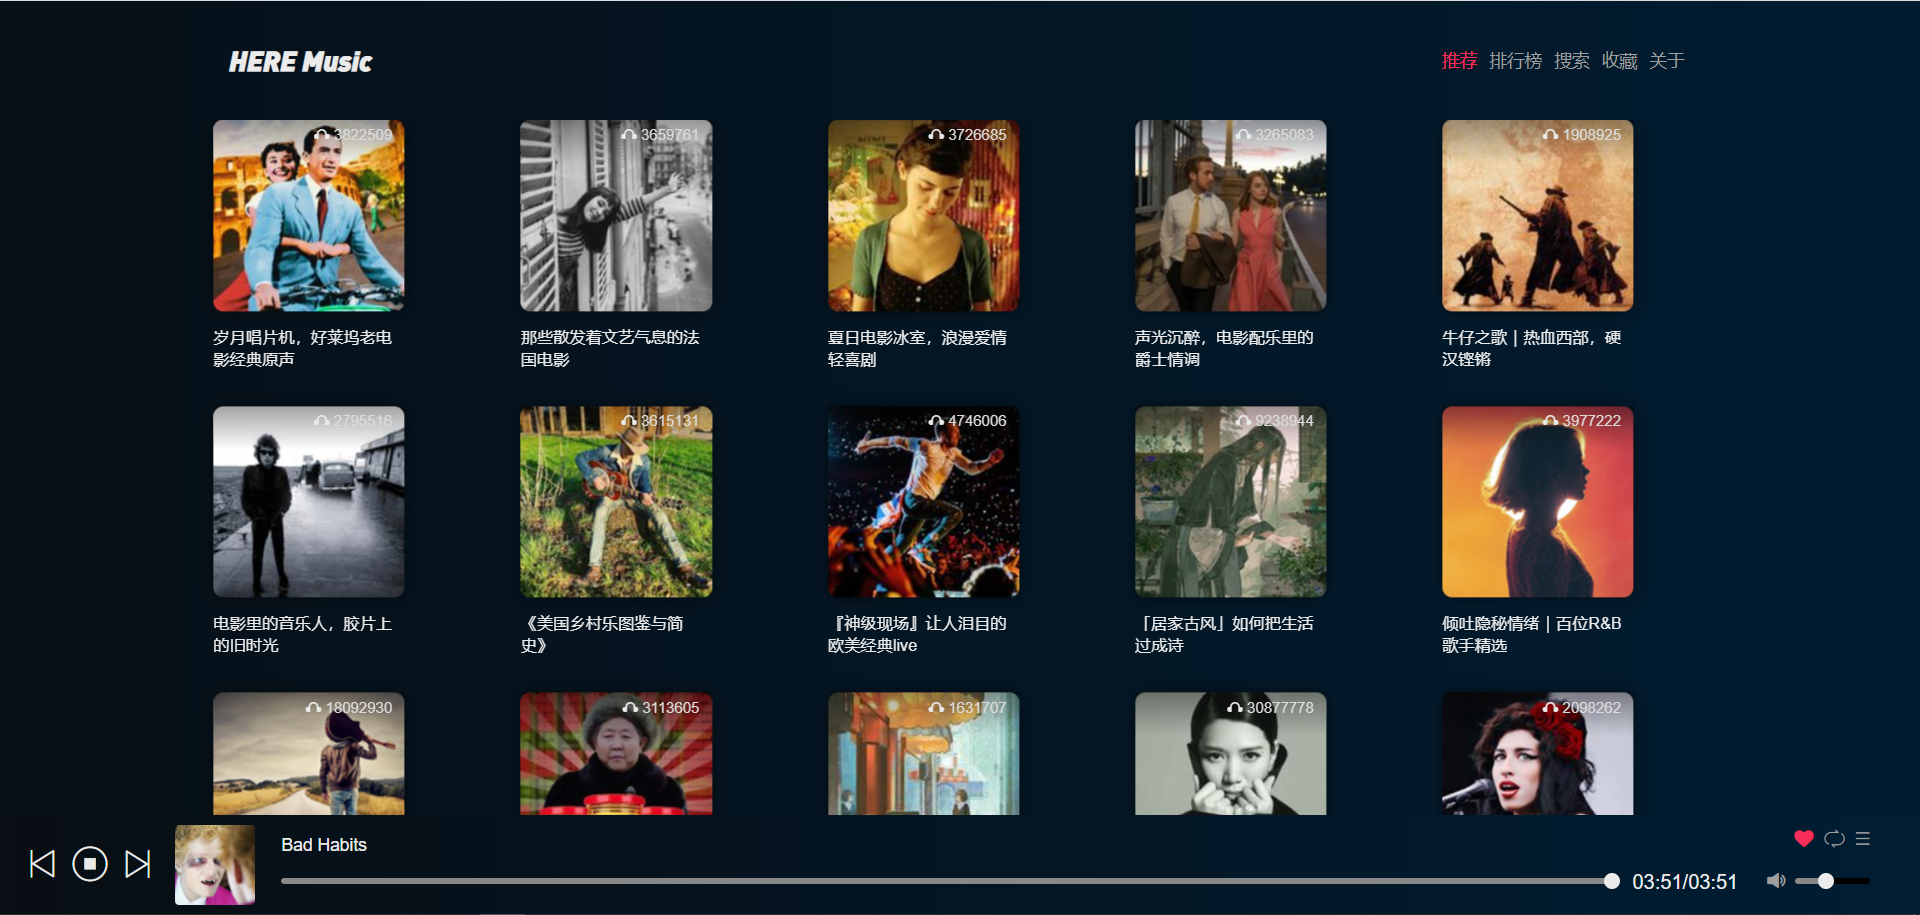 HERE Music
推荐 排行榜 搜索 收藏 关于
3822509
3659761
3726685
3265083
1908925
岁月唱片机，好莱坞老电
影经典原声
那些散发着文艺气息的法
国电影
夏日电影冰室，浪漫爱情
轻喜剧
声光沉醉，电影配乐里的
爵士情调
牛仔之歌 | 热血西部，硬
汉铿锵
2795516
3615131
4746006
9238944
3977222
电影里的音乐人，胶片上
的旧时光
《美国乡村乐图鉴与简
史》
『神级现场』让人泪目的
欧美经典live
「居家古风」如何把生活
过成诗
倾吐隐秘情绪 | 百位R&B
歌手精选
18092930
3113605
1631707
30877778
2098262
Bad Habits
03:51/03:51